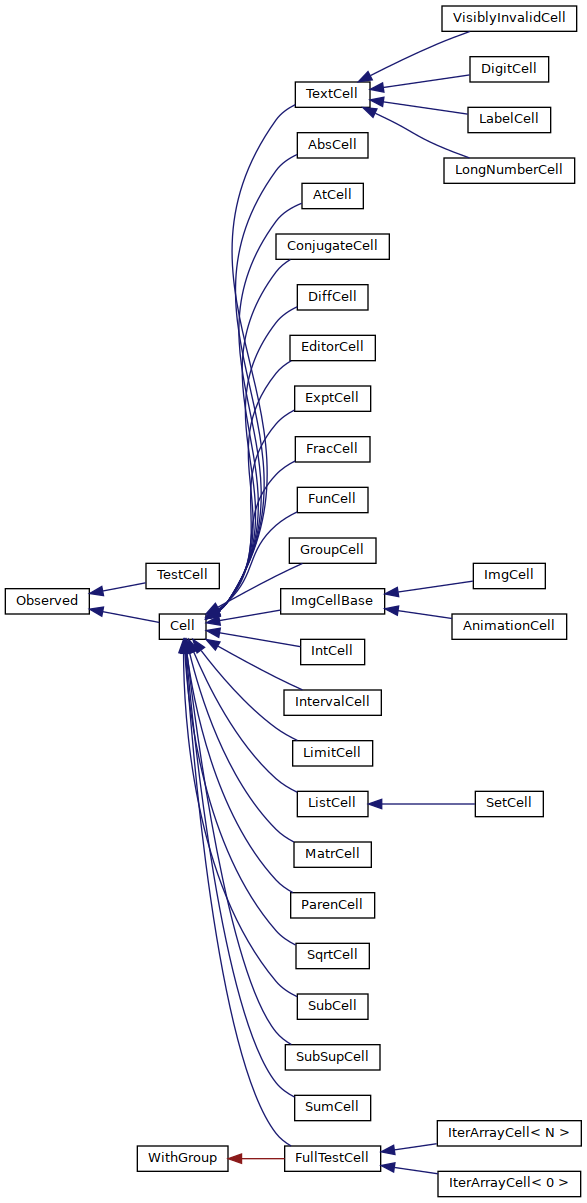 VisiblyInvalidCell
DigitCell
TextCell
LabelCell
AbsCell
LongNumberCell
AtCell
ConjugateCell
DiffCell
EditorCell
ExptCell
FracCell
FunCell
GroupCell
TestCell
ImgCell
Observed
ImgCellBase
Cell
AnimationCell
IntCell
IntervalCell
LimitCell
ListCell
SetCell
MatrCell
ParenCell
SqrtCell
SubCell
SubSupCell
SumCell
IterArrayCell< N >
WithGroup
FullTestCell
IterArrayCell< 0 >